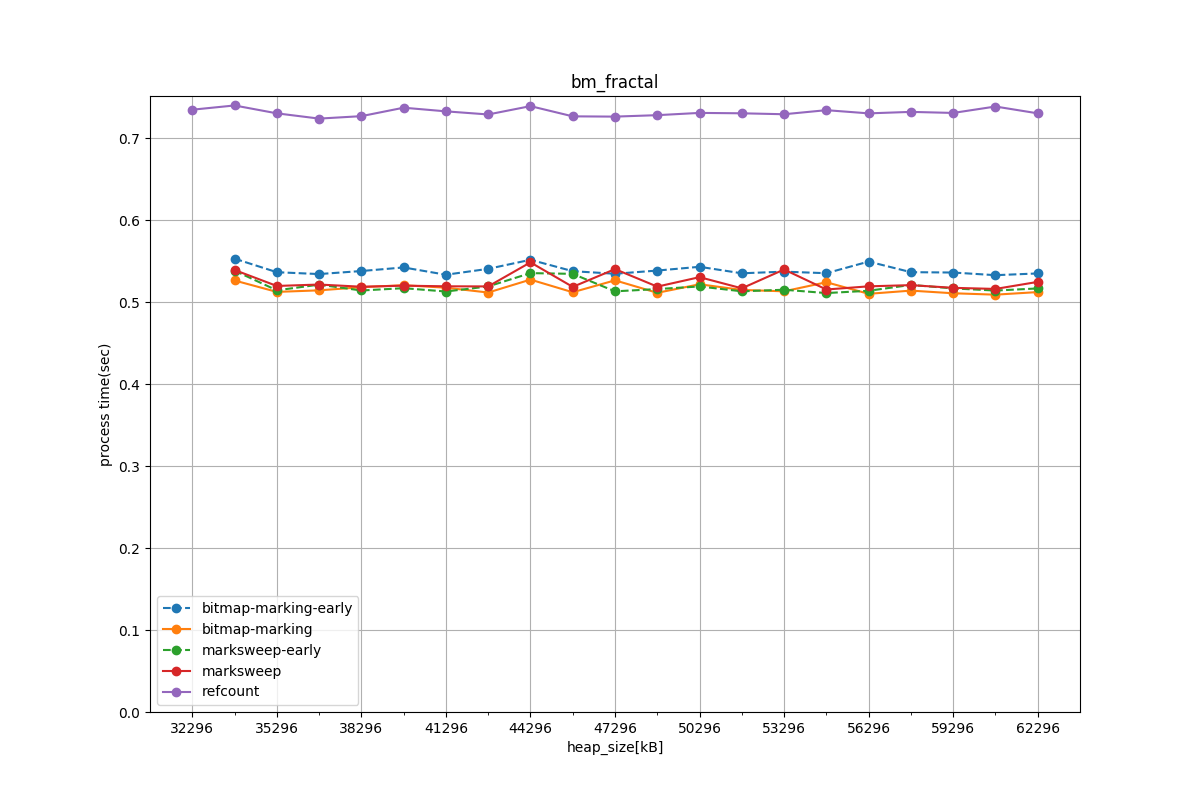 bm_fractal
0.7
0.6
0.5
0.4
0.3
0.2
0.1
0.0
process time(sec)
bitmap-marking-early
bitmap-marking
marksweep-early
marksweep
refcount
32296 35296 38296 41296 44296 47296 50296 53296 56296 59296 62296
heap_size[kB]